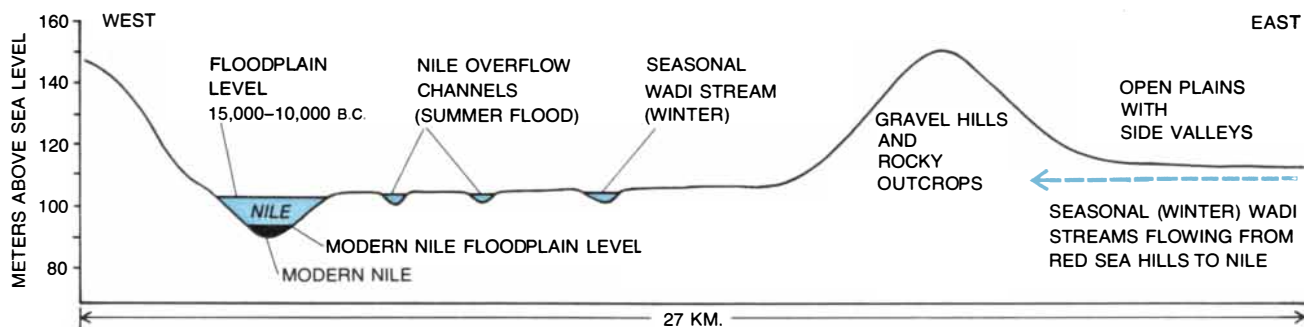 METERS ABOVE SEA LEVEL
160
140
120
100
80
WEST
EAST
FLOODPLAIN
LEVEL
15,000–10,000 B.C.
NILE OVERFLOW
CHANNELS
(SUMMER FLOOD)
SEASONAL
WADI STREAM
(WINTER)
GRAVEL HILLS
AND
ROCKY
OUTCROPS
OPEN PLAINS
WITH
SIDE VALLEYS
NILE
MODERN NILE FLOODPLAIN LEVEL
MODERN NILE
SEASONAL (WINTER) WADI
STREAMS FLOWING FROM
RED SEA HILLS TO NILE
27 KM.